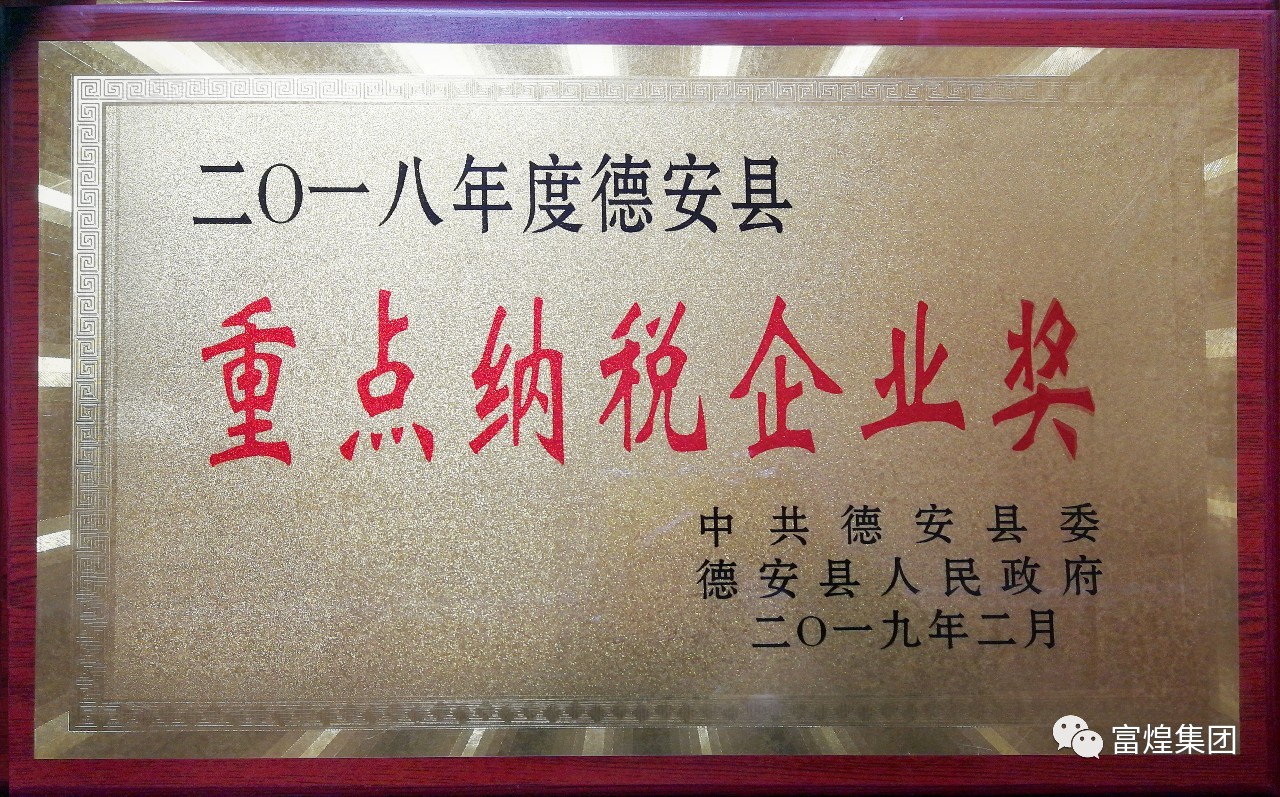 二〇一八年度德安县
重点纳税企业奖
中共德安县委
德安县人民政府
二〇一九年二月
富煌集团